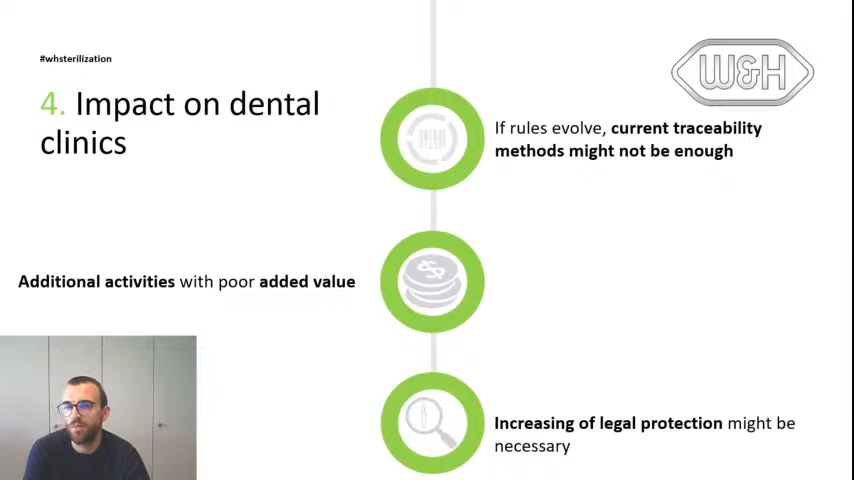 #whsterilization
W&H
4. Impact on dental
clinics
If rules evolve, current traceability
methods might not be enough
Additional activities with poor added value
Increasing of legal protection might be
necessary